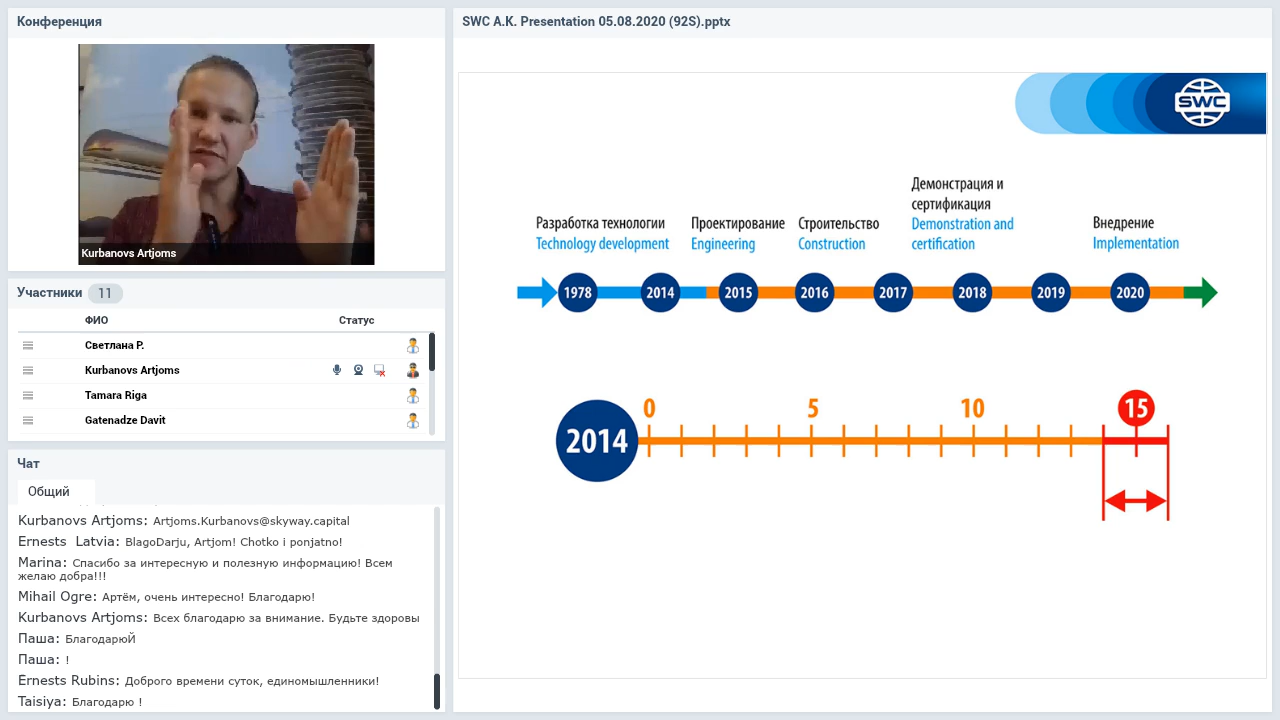 Конференция
Kurbanovs Artjoms
Участники 11
ФИО Статус
Светлана Р.
Kurbanovs Artjoms
Tamara Riga
Gatenadze Davit
Чат
Общий
Kurbanovs Artjoms: Artjoms.Kurbanovs@skyway.capital
Ernests Latvia: BlagoDarju, Artjom! Chotko i ponjatno!
Marina: Спасибо за интересную и полезную информацию! Всем
желаю добра!!!
Mihail Ogre: Артём, очень интересно! Благодарю!
Kurbanovs Artjoms: Всех благодарю за внимание. Будьте здоровы
Паша: БлагодарюЙ
Паша: !
Ernests Rubins: Доброго времени суток, единомышленники!
Taisiya: Благодарю !
SWC A.K. Presentation 05.08.2020 (92S).pptx
SWC
Разработка технологии
Technology development
Проектирование
Engineering
Строительство
Construction
Демонстрация и
сертификация
Demonstration and
certification
Внедрение
Implementation
1978 2014 2015 2016 2017 2018 2019 2020
0 5 10 15
2014